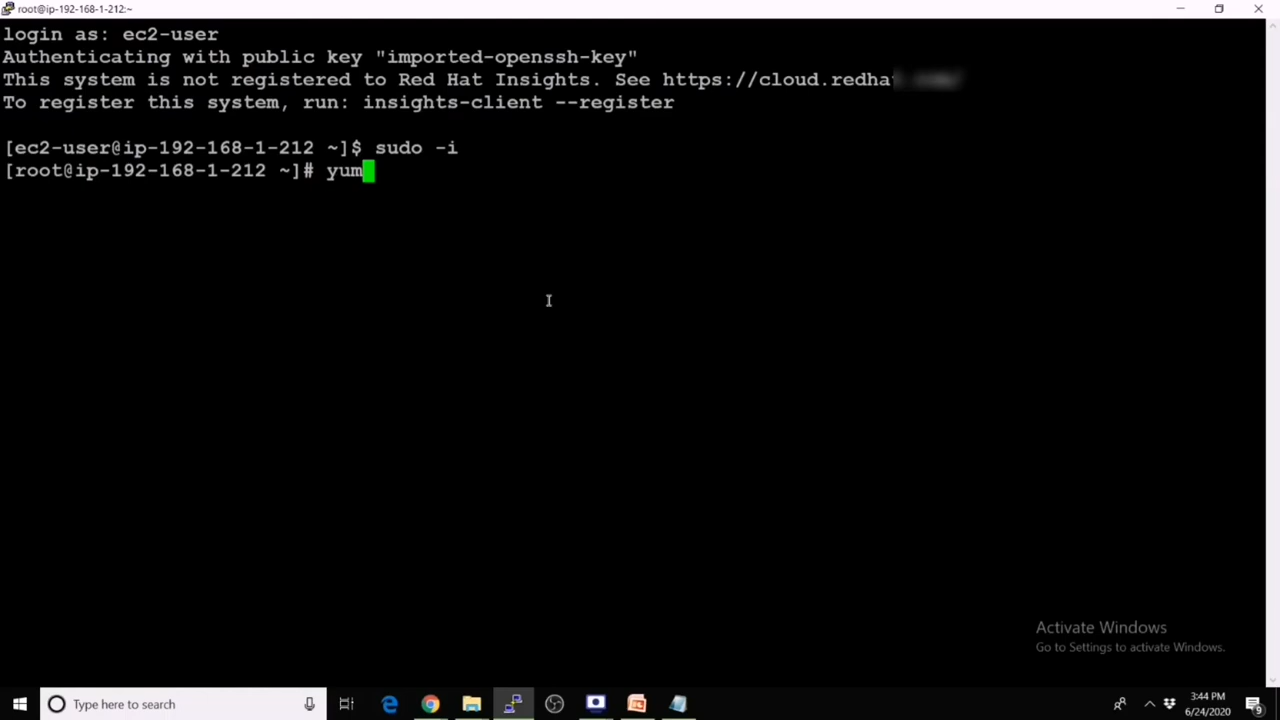 root@ip-192-168-1-212:~
login as: ec2-user
Authenticating with public key "imported-openssh-key"
This system is not registered to Red Hat Insights. See https://cloud.redha
To register this system, run: insights-client --register
[ec2-user@ip-192-168-1-212 ~]$ sudo -i
[root@ip-192-168-1-212 ~]# yum
Activate Windows
Go to Settings to activate Windows.
Type here to search
3:44 PM
6/24/2020
9